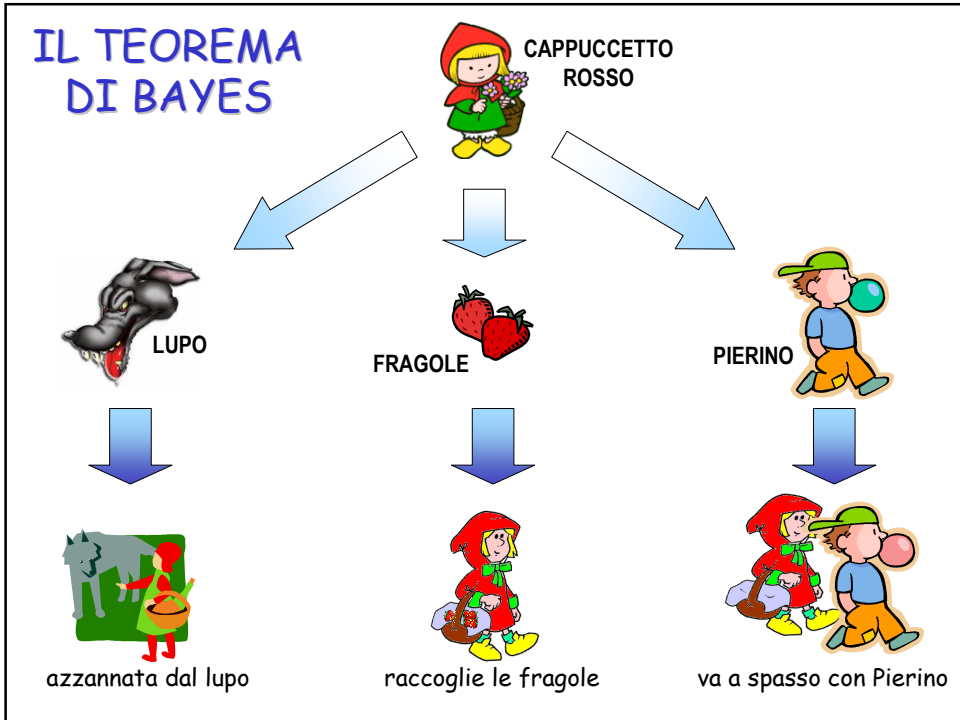 IL TEOREMA
DI BAYES
CAPPUCCETTO
ROSSO
LUPO
FRAGOLE
PIERINO
azzannata dal lupo
raccoglie le fragole
va a spasso con Pierino